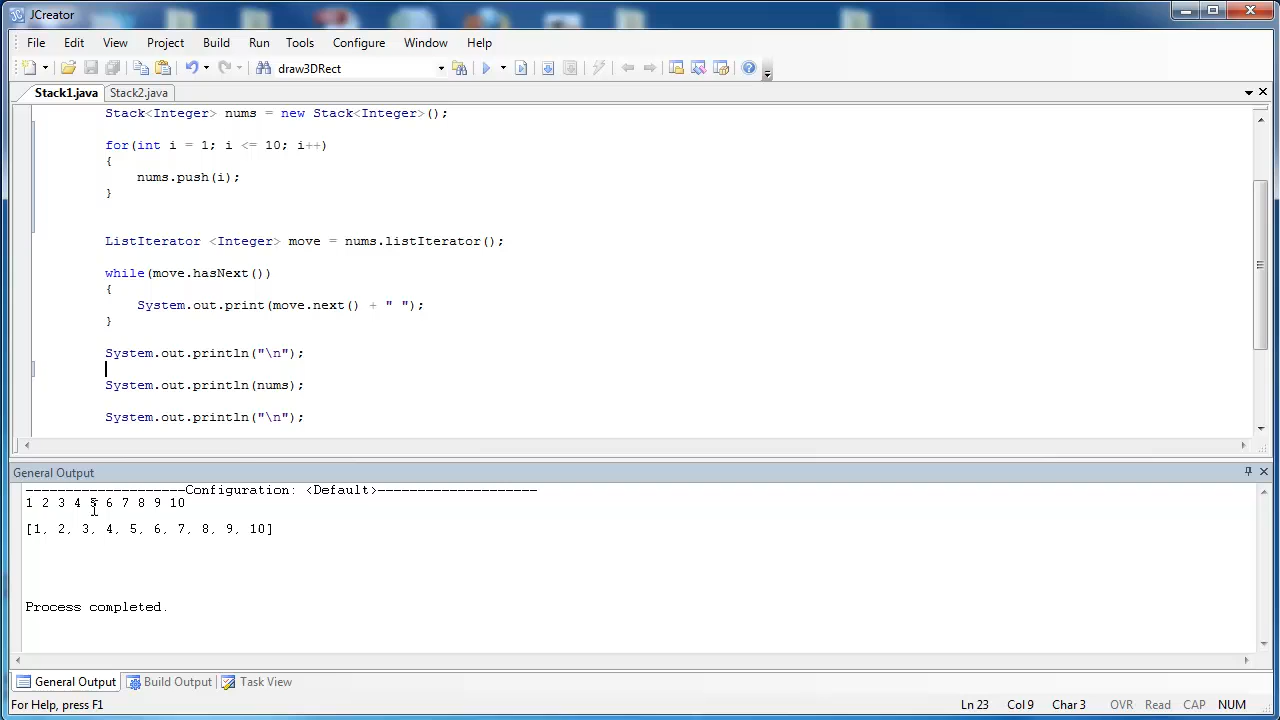 JCreator
File Edit View Project Build Run Tools Configure Window Help
draw3DRect
Stack1.java Stack2.java
Stack<Integer> nums = new Stack<Integer>();
for(int i = 1; i <= 10; i++)
{
nums.push(i);
}
ListIterator <Integer> move = nums.listIterator();
while(move.hasNext())
{
System.out.print(move.next() + " ");
}
System.out.println("\n");
System.out.println(nums);
System.out.println("\n");
General Output
--------------------Configuration: <Default>--------------------
1 2 3 4 5 6 7 8 9 10
[1, 2, 3, 4, 5, 6, 7, 8, 9, 10]
Process completed.
General Output Build Output Task View
For Help, press F1 Ln 23 Col 9 Char 3 OVR Read CAP NUM